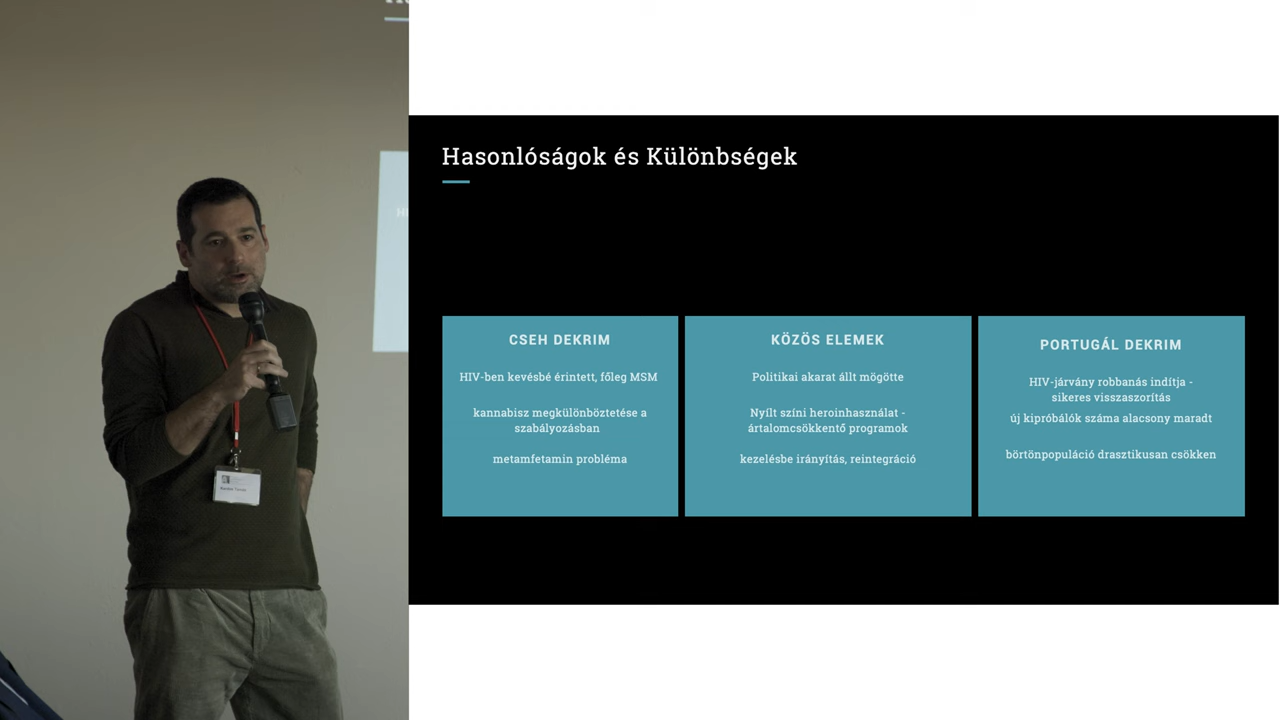 Hasonlóságok és Különbségek
CSEH DEKRIM
HIV-ben kevésbé érintett, főleg MSM
kannabisz megkülönböztetése a
szabályozásban
metamfetamin probléma
KÖZÖS ELEMEK
Politikai akarat állt mögötte
Nyílt színi heroinhasználat -
ártalomcsökkentő programok
kezelésbe irányítás, reintegráció
PORTUGÁL DEKRIM
HIV-járvány robbanás indítja -
sikeres visszaszorítás
új kipróbálók száma alacsony maradt
börtönpopuláció drasztikusan csökken